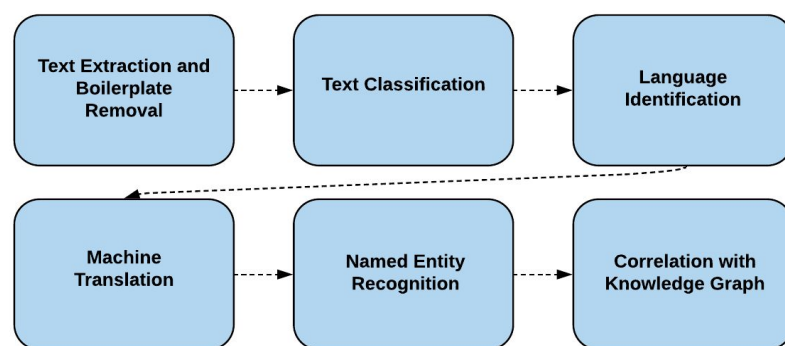 Text Extraction and
Boilerplate
Removal
Text Classification
Language
Identification
Machine
Translation
Named Entity
Recognition
Correlation with
Knowledge Graph